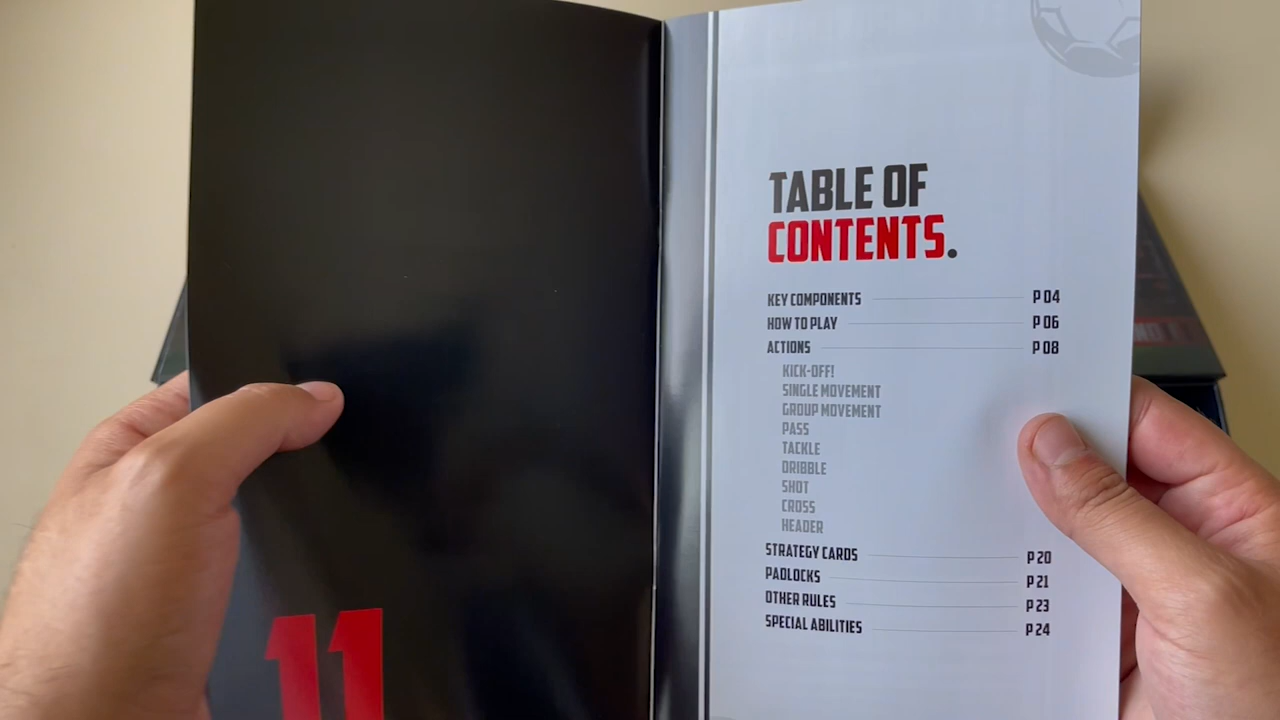 11
TABLE OF
CONTENTS.
KEY COMPONENTS P 04
HOW TO PLAY P 06
ACTIONS P 08
KICK-OFF!
SINGLE MOVEMENT
GROUP MOVEMENT
PASS
TACKLE
DRIBBLE
SHOT
CROSS
HEADER
STRATEGY CARDS P 20
PADLOCKS P 21
OTHER RULES P 23
SPECIAL ABILITIES P 24